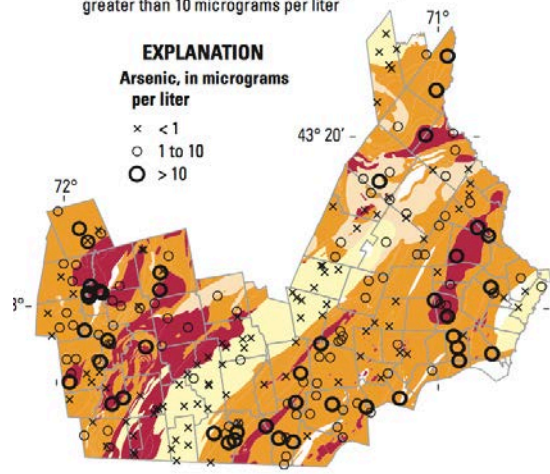 greater than 10 micrograms per liter
71°
EXPLANATION
Arsenic, in micrograms
per liter
× < 1
○ 1 to 10
○ > 10
43° 20'
72°
3°